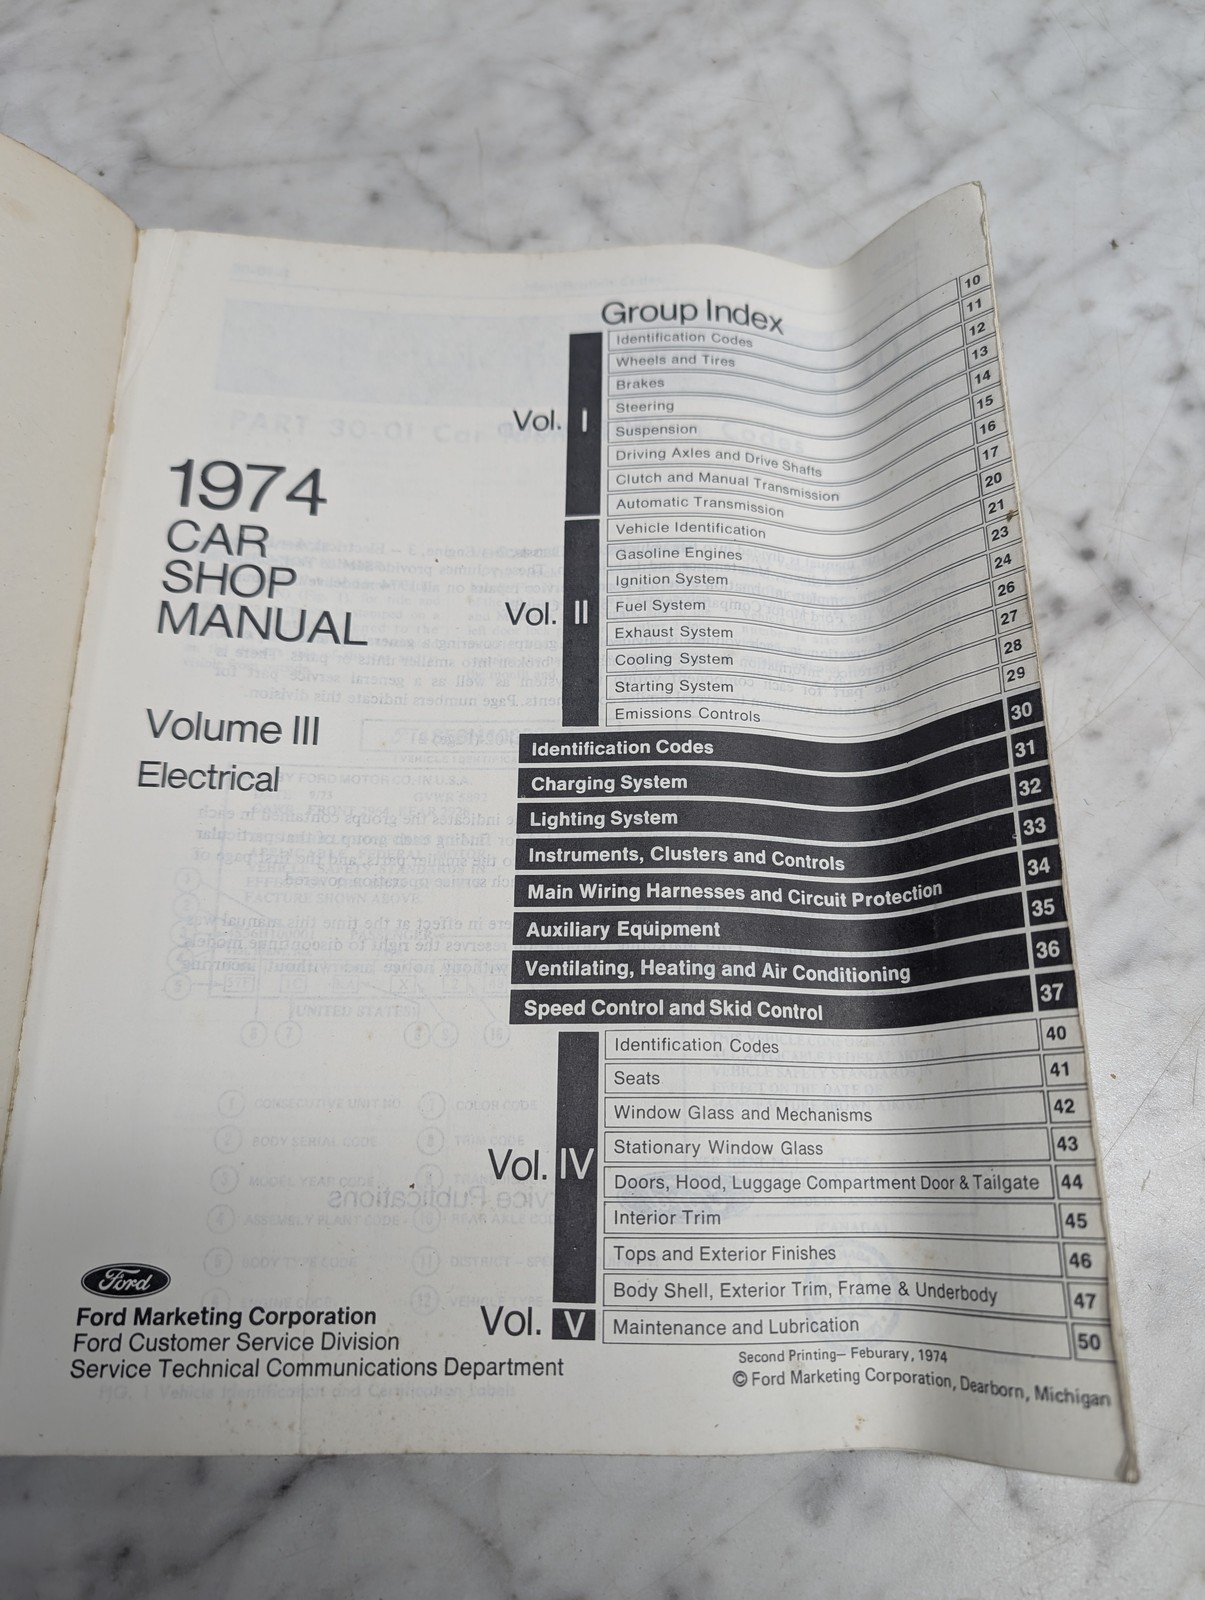 Group Index
Vol. I
Identification Codes 10
Wheels and Tires 11
Brakes 12
Steering 13
Suspension 14
Driving Axles and Drive Shafts 15
Clutch and Manual Transmission 16
Automatic Transmission 17
Vol. II
Vehicle Identification 20
Gasoline Engines 21
Ignition System 23
Fuel System 24
Exhaust System 26
Cooling System 27
Starting System 28
Emissions Controls 29
1974
CAR
SHOP
MANUAL
Volume III
Electrical
Identification Codes 30
Charging System 31
Lighting System 32
Instruments, Clusters and Controls 33
Main Wiring Harnesses and Circuit Protection 34
Auxiliary Equipment 35
Ventilating, Heating and Air Conditioning 36
Speed Control and Skid Control 37
Vol. IV
Identification Codes 40
Seats 41
Window Glass and Mechanisms 42
Stationary Window Glass 43
Doors, Hood, Luggage Compartment Door & Tailgate 44
Interior Trim 45
Tops and Exterior Finishes 46
Body Shell, Exterior Trim, Frame & Underbody 47
Vol. V
Maintenance and Lubrication 50
Ford
Ford Marketing Corporation
Ford Customer Service Division
Service Technical Communications Department
Second Printing– Feburary, 1974
© Ford Marketing Corporation, Dearborn, Michigan